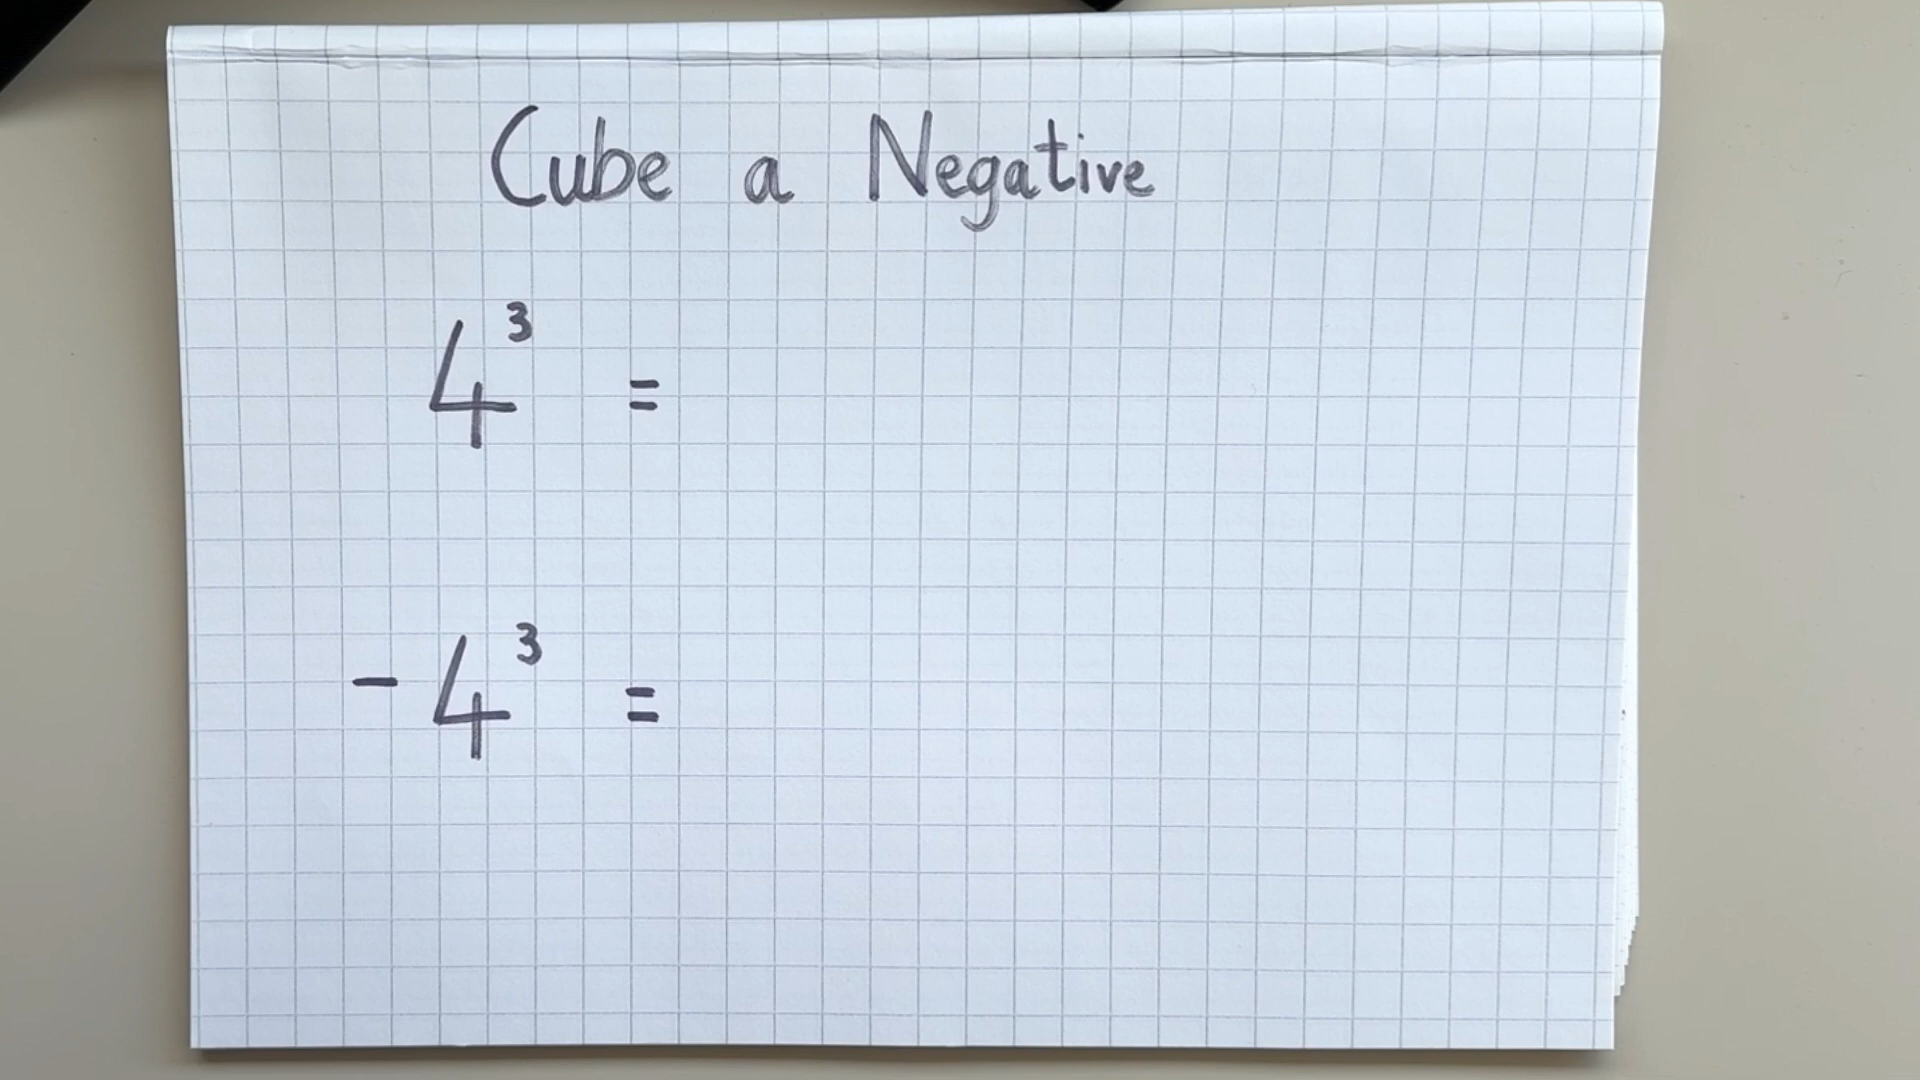 Cube a Negative
4³ =
- 4³ =